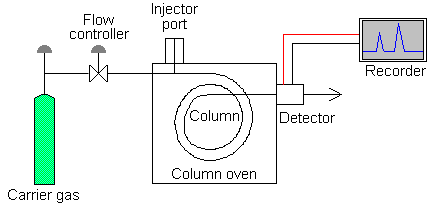 Flow
controller
Injector
port
Recorder
Column
Detector
Column oven
Carrier gas